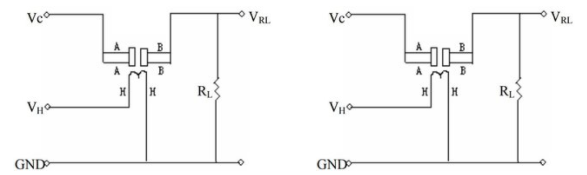 Vc VRL Vc VRL
A B A B
A B A B
H H H H
VH RL VH RL
GND GND